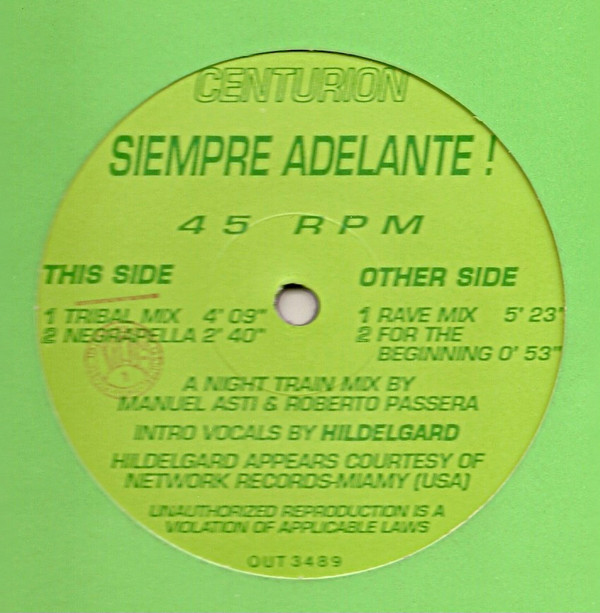 CENTURION
SIEMPRE ADELANTE !
45 RPM
THIS SIDE
1 TRIBAL MIX 4' 09"
2 NEGRAPELLA 2' 40"
OTHER SIDE
1 RAVE MIX 5' 23"
2 FOR THE
BEGINNING 0' 53"
A NIGHT TRAIN MIX BY
MANUEL ASTI & ROBERTO PASSERA
INTRO VOCALS BY HILDELGARD
HILDELGARD APPEARS COURTESY OF
NETWORK RECORDS-MIAMY (USA)
UNAUTHORIZED REPRODUCTION IS A
VIOLATION OF APPLICABLE LAWS
OUT 3489